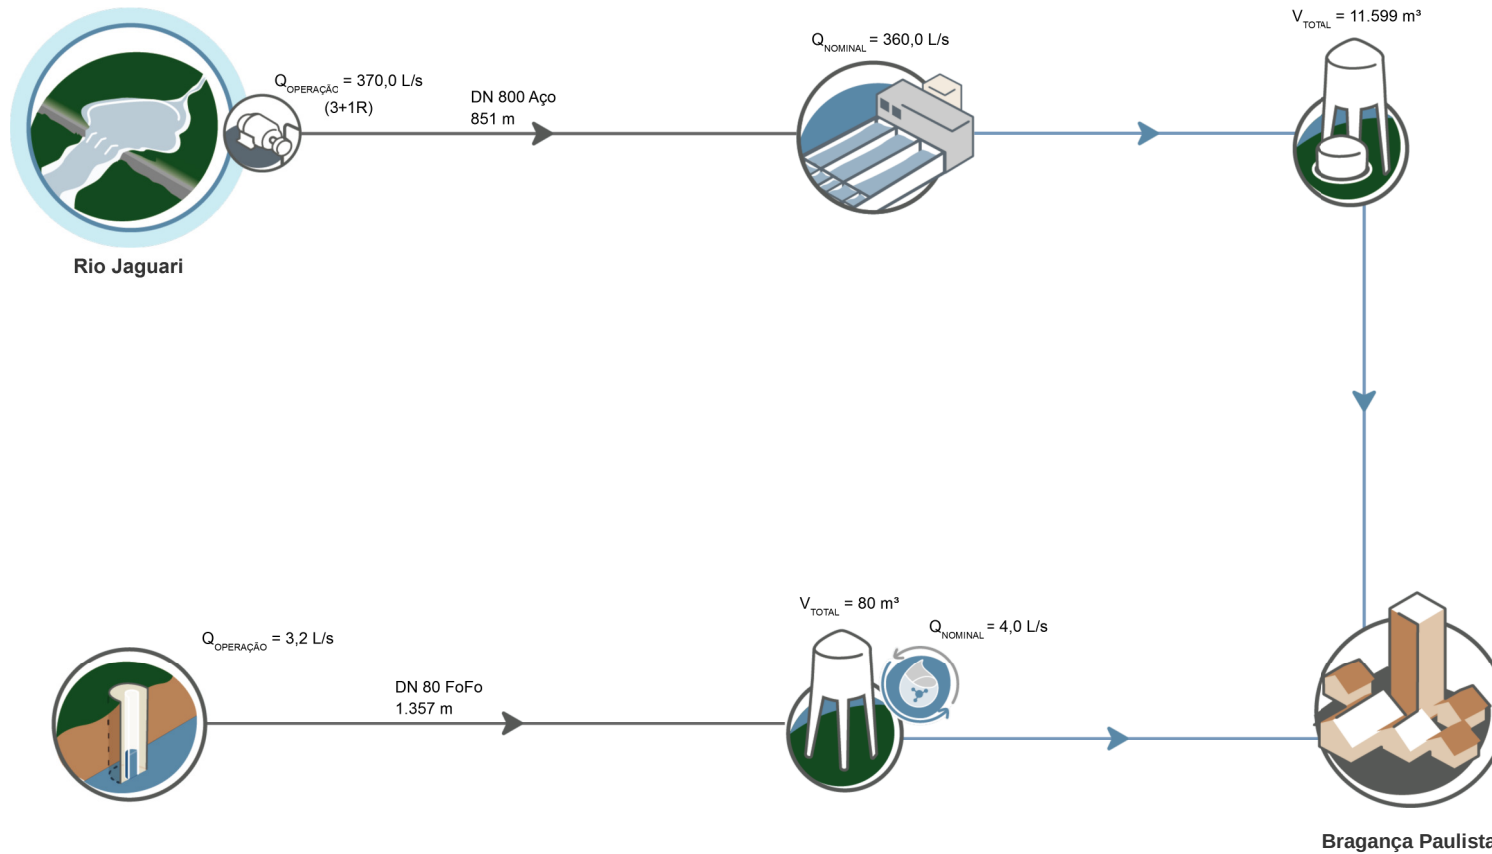 V_TOTAL = 11.599 m³
Q_NOMINAL = 360,0 L/s
Q_OPERAÇÃO = 370,0 L/s
(3+1R)
DN 800 Aço
851 m
Rio Jaguari
V_TOTAL = 80 m³
Q_NOMINAL = 4,0 L/s
Q_OPERAÇÃO = 3,2 L/s
DN 80 FoFo
1.357 m
Bragança Paulista